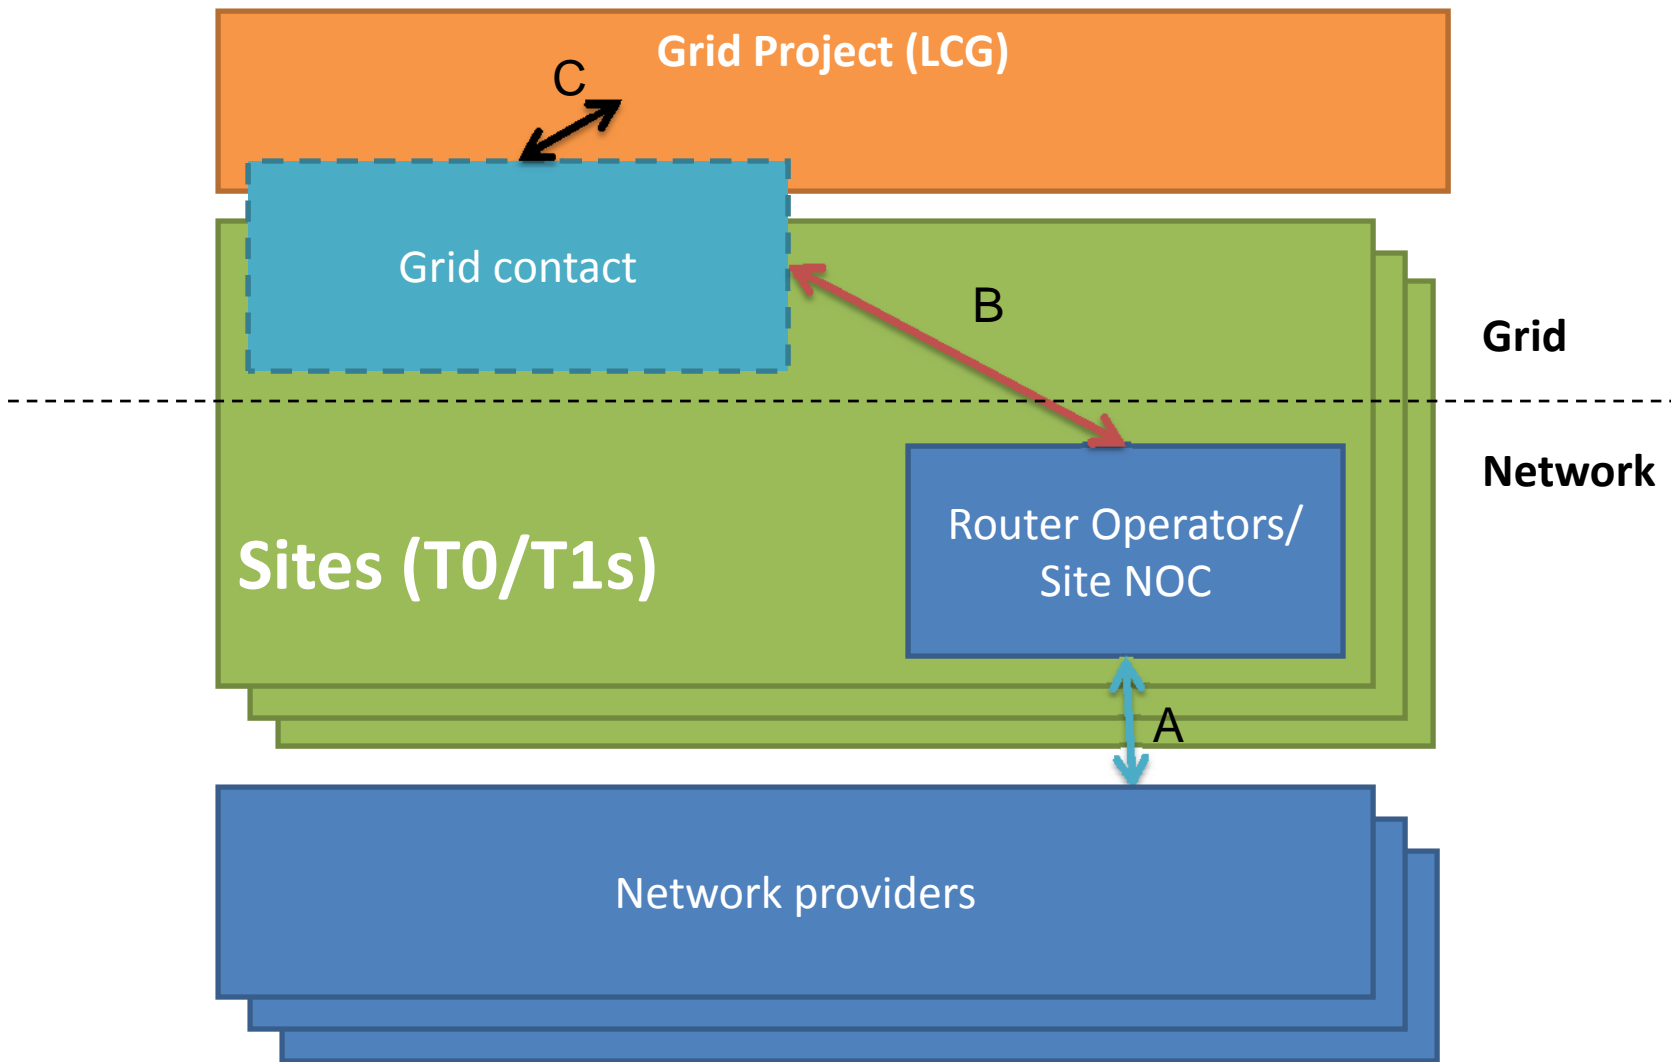 Grid Project (LCG)
C
Grid contact
B
Grid
Network
Router Operators/
Site NOC
Sites (T0/T1s)
A
Network providers